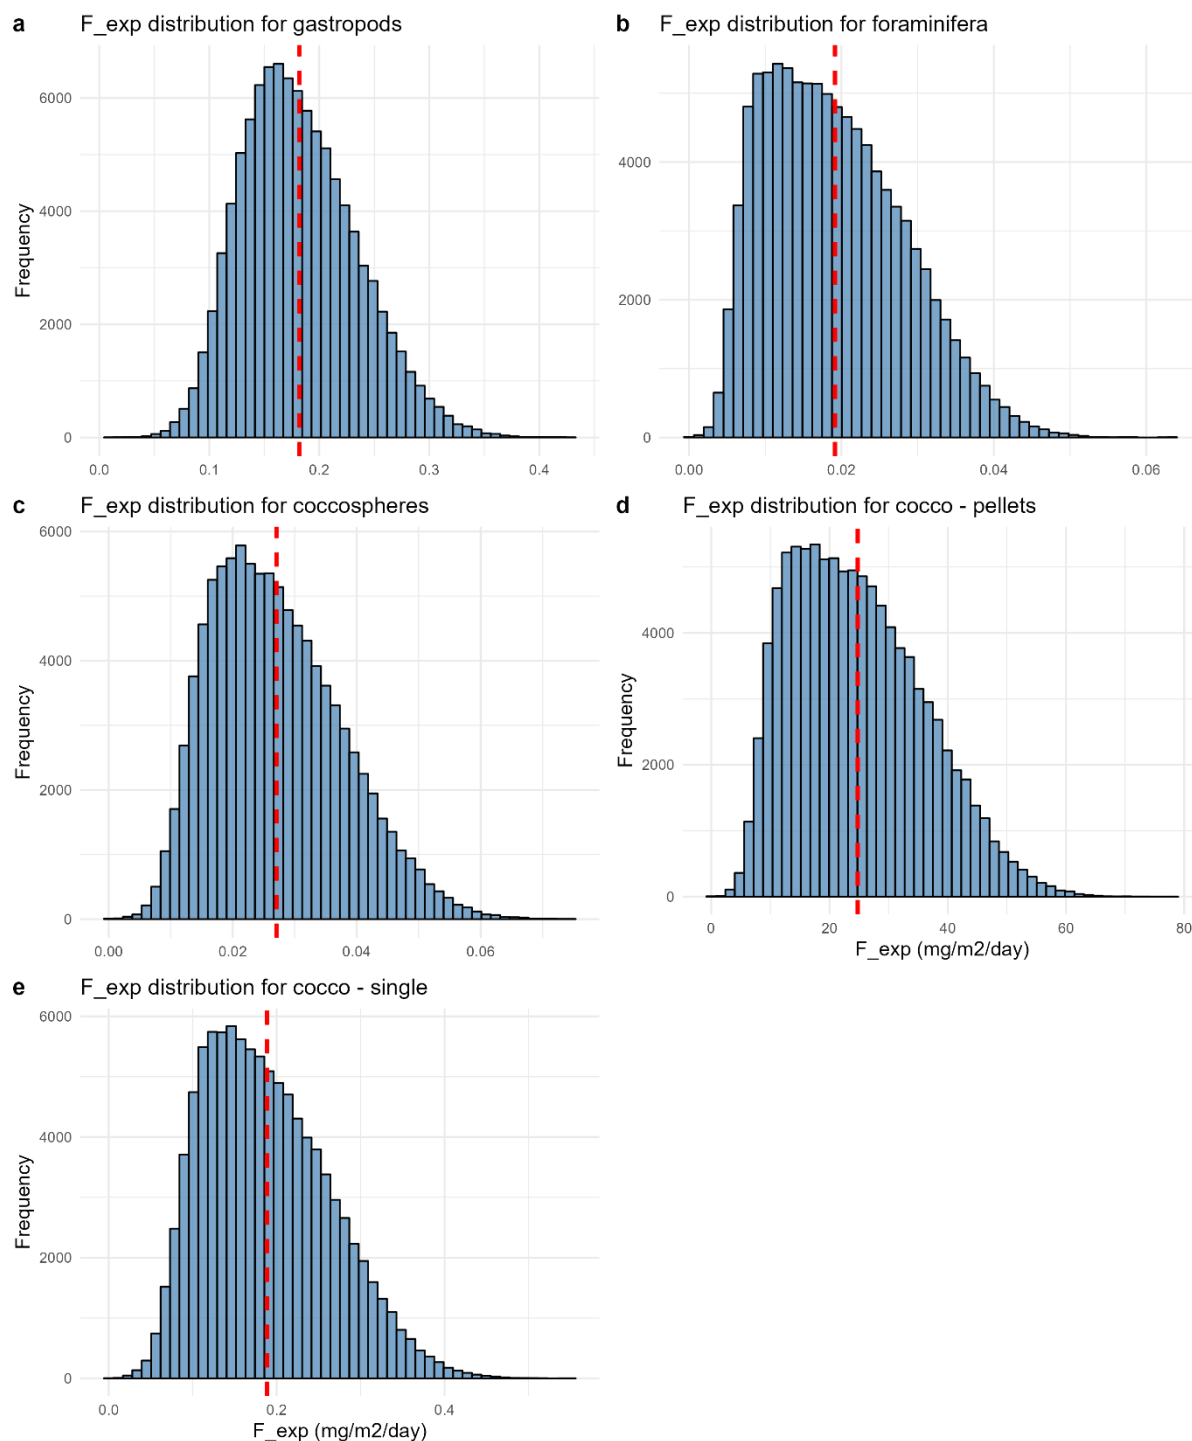 a F_exp distribution for gastropods
Frequency
6000
4000
2000
0
0.0 0.1 0.2 0.3 0.4
b F_exp distribution for foraminifera
4000
2000
0
0.00 0.02 0.04 0.06
c F_exp distribution for coccospheres
Frequency
6000
4000
2000
0
0.00 0.02 0.04 0.06
d F_exp distribution for cocco - pellets
Frequency
4000
2000
0
0 20 40 60 80
F_exp (mg/m2/day)
e F_exp distribution for cocco - single
Frequency
6000
4000
2000
0
0.0 0.2 0.4
F_exp (mg/m2/day)